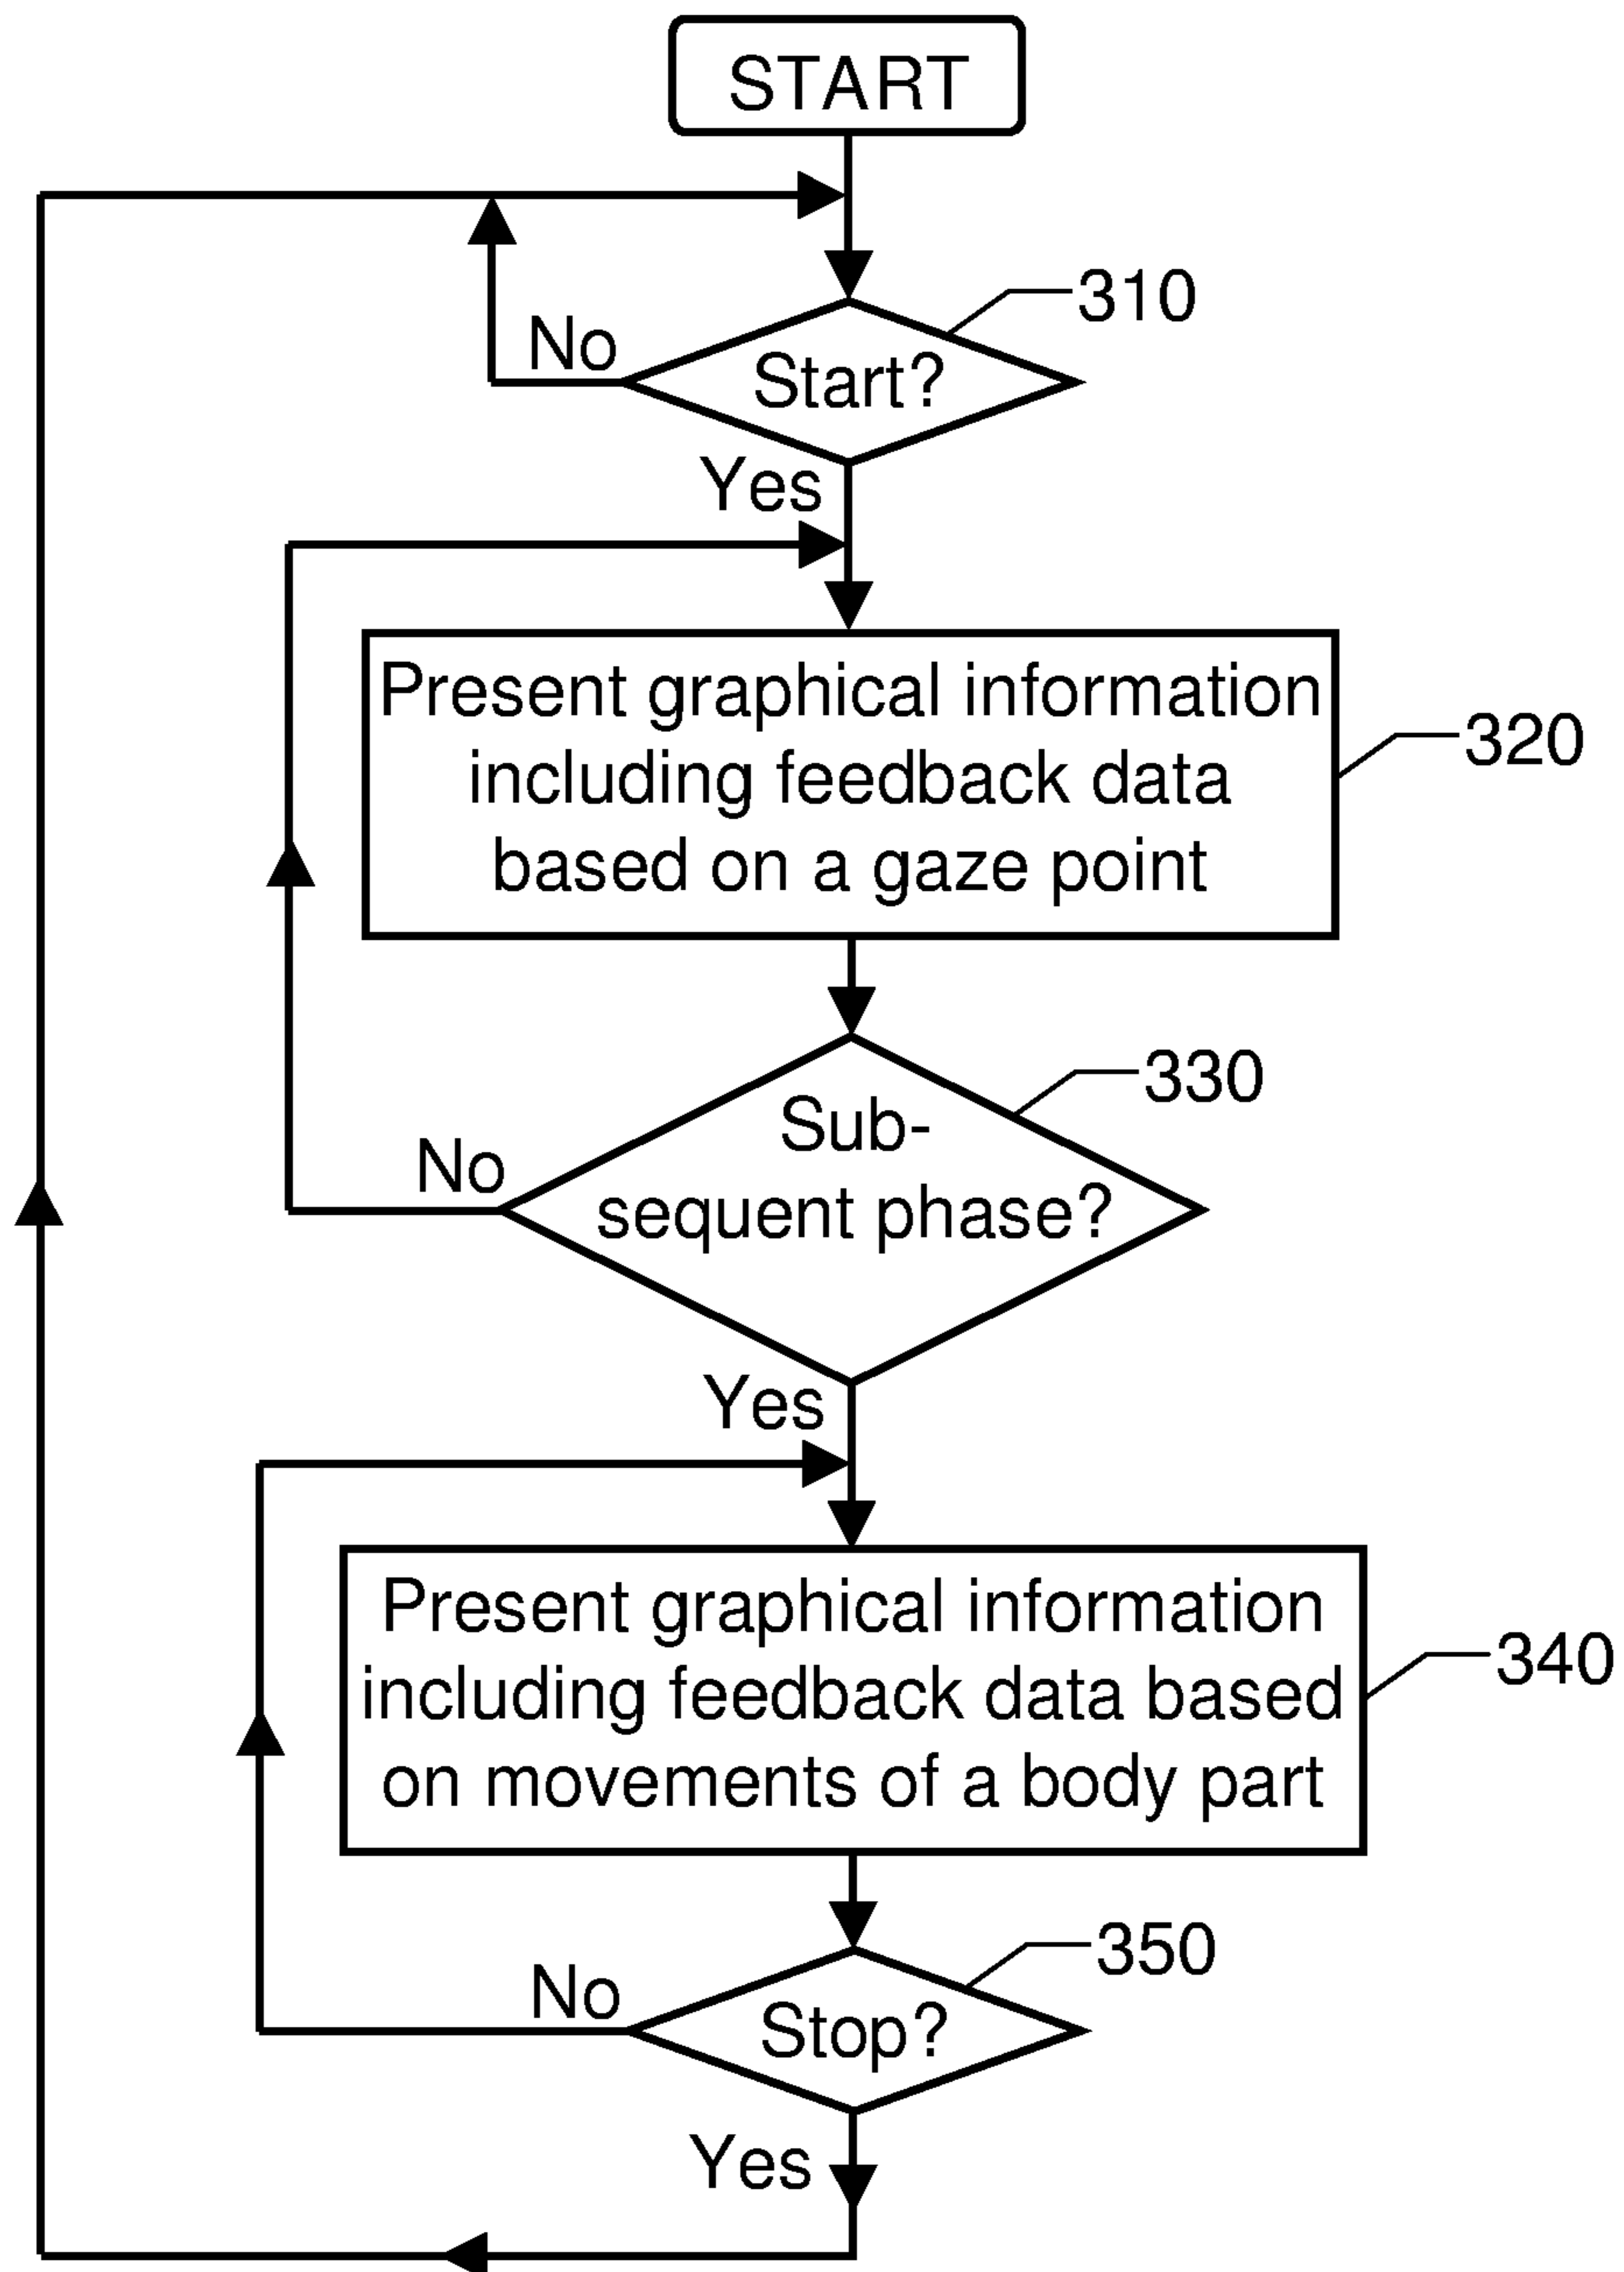 START
310
No
Start?
Yes
Present graphical information
including feedback data
based on a gaze point
320
330
Sub-
No
sequent phase?
Yes
Present graphical information
including feedback data based
on movements of a body part
340
350
No
Stop?
Yes